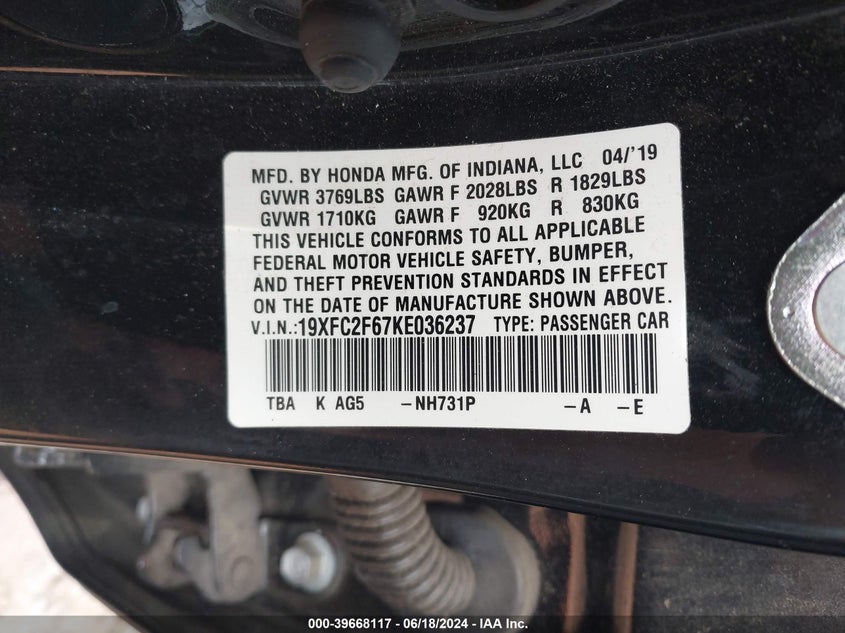 MFD. BY HONDA MFG. OF INDIANA, LLC 04/'19
GVWR 3769LBS GAWR F 2028LBS R 1829LBS
GVWR 1710KG GAWR F 920KG R 830KG
THIS VEHICLE CONFORMS TO ALL APPLICABLE
FEDERAL MOTOR VEHICLE SAFETY, BUMPER,
AND THEFT PREVENTION STANDARDS IN EFFECT
ON THE DATE OF MANUFACTURE SHOWN ABOVE.
V.I.N.:19XFC2F67KE036237 TYPE: PASSENGER CAR
TBA K AG5 -NH731P -A -E
000-39668117 - 06/18/2024 - IAA Inc.